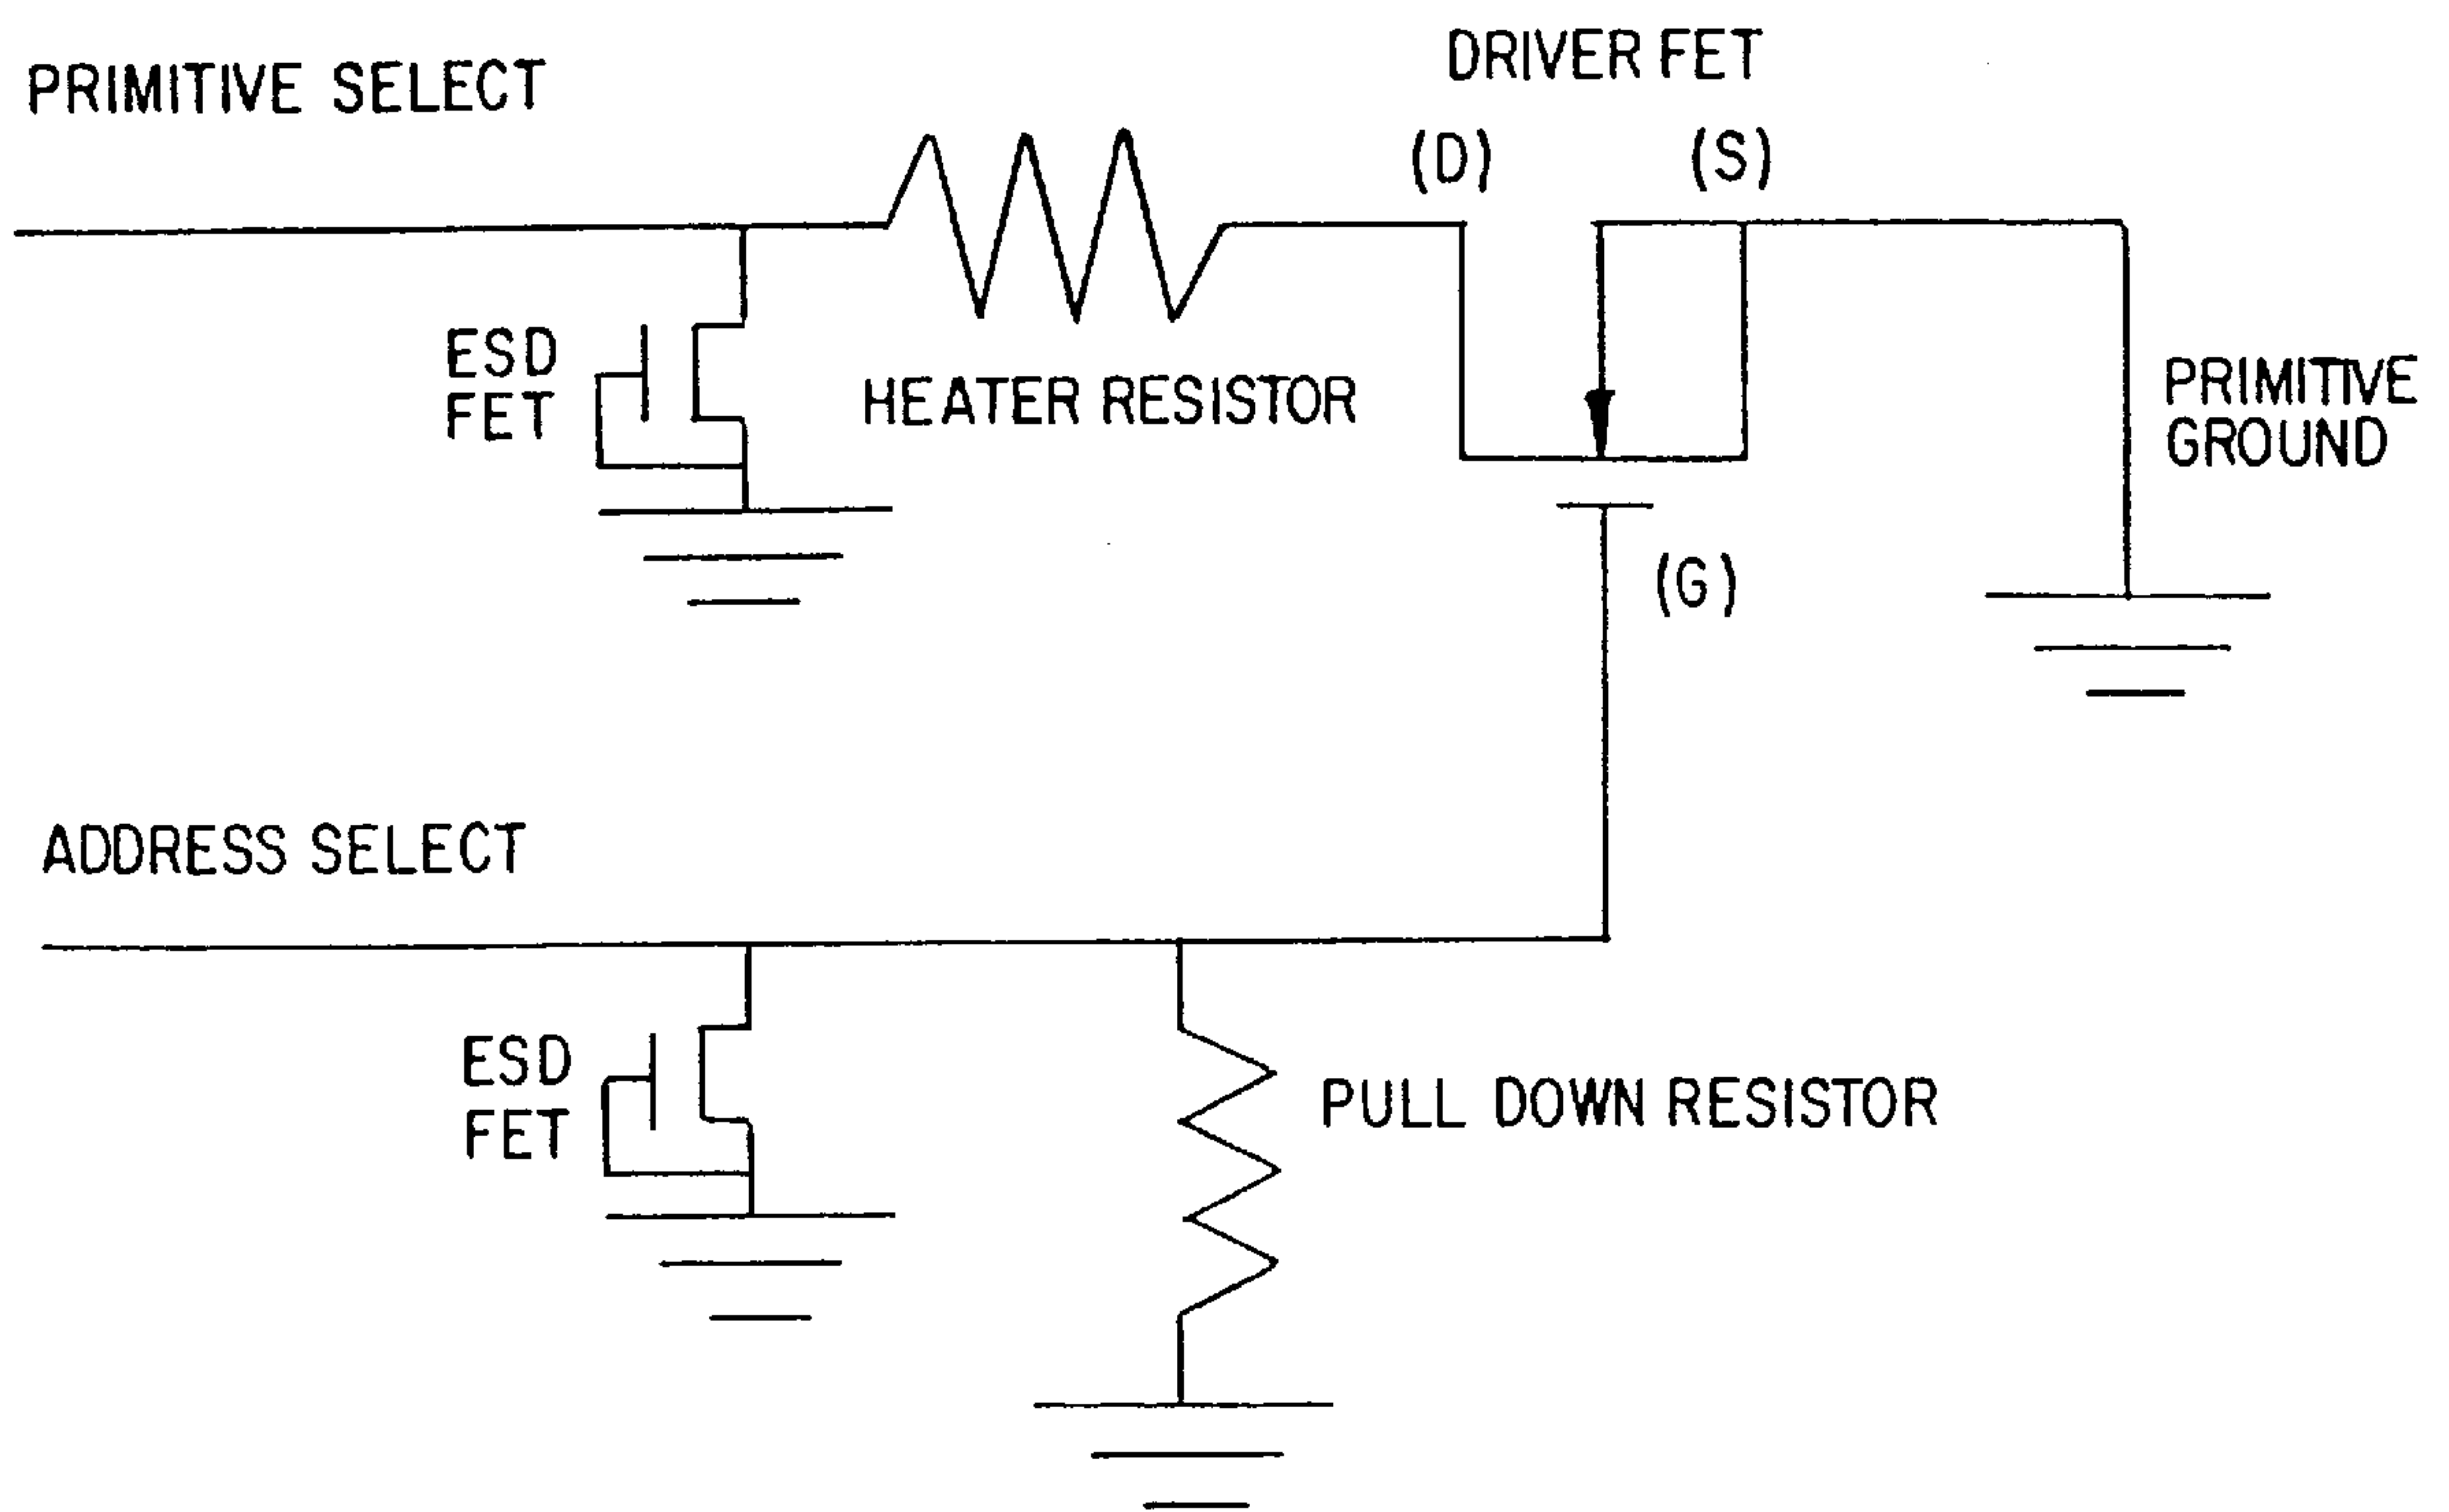 DRIVER FET
PRIMITIVE SELECT
(D)
(S)
ESD
FET
HEATER RESISTOR
PRIMITIVE
GROUND
(G)
ADDRESS SELECT
ESD
FET
PULL DOWN RESISTOR